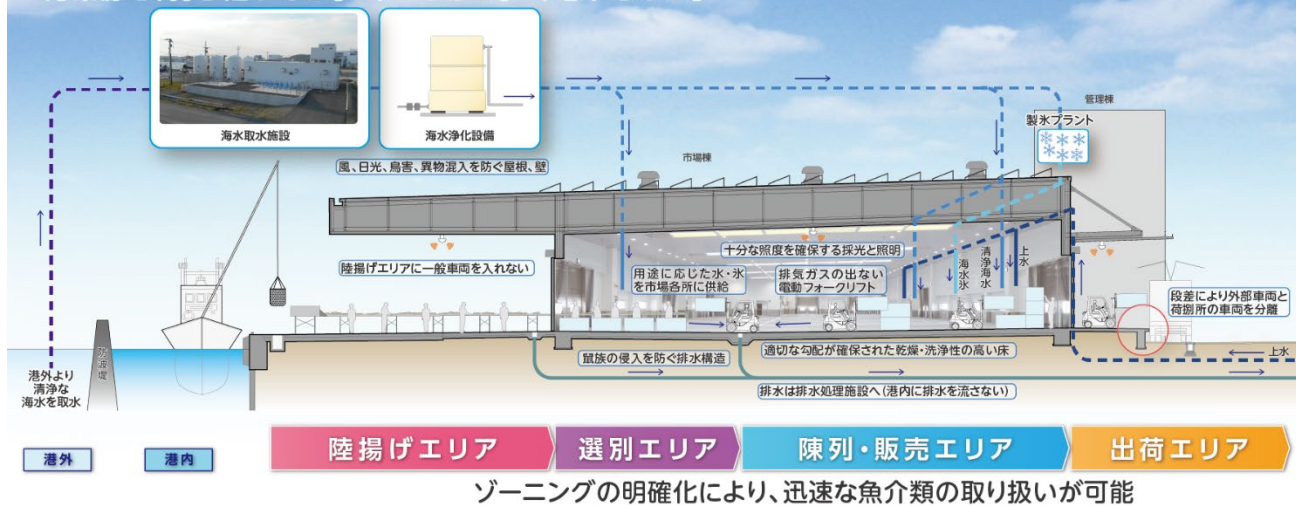 海水取水施設
海水浄化設備
管理棟
製氷プラント
市場棟
風、日光、鳥害、異物混入を防ぐ屋根、壁
十分な照度を確保する採光と照明
陸揚げエリアに一般車両を入れない
用途に応じた水・氷
を市場各所に供給
排気ガスの出ない
電動フォークリフト
海水氷
清浄海水
上水
段差により外部車両と
荷捌所の車両を分離
防波堤
鼠族の侵入を防ぐ排水構造
適切な勾配が確保された乾燥・洗浄性の高い床
上水
港外より
清浄な
海水を取水
排水は排水処理施設へ(港内に排水を流さない)
港外
港内
陸揚げエリア
選別エリア
陳列・販売エリア
出荷エリア
ゾーニングの明確化により、迅速な魚介類の取り扱いが可能